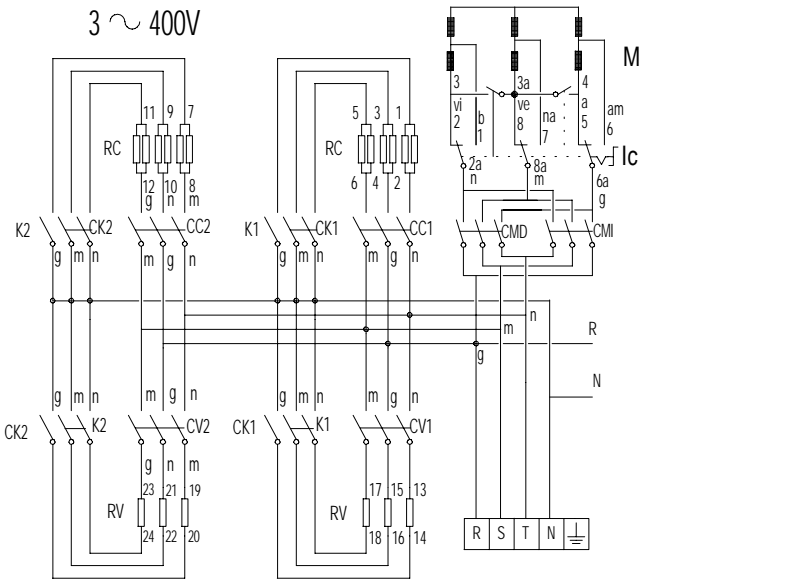 3 ~ 400V
M
3 3a 4
vi ve a am
2 b 8 na 5 6
1 7
11 9 7 5 3 1
RC RC
2a 8a Ic
n m 6a
12 10 8 6 4 2
g n m g
K2 CK2 CC2 K1 CK1 CC1 CMD CMI
g m n m g n g m n m g n
n
m R
g
N
g m n m g n g m n m g n
CK2 K2 CV2 CK1 K1 CV1
g n m
23 21 19 17 15 13
RV RV
24 22 20 18 16 14
R S T N